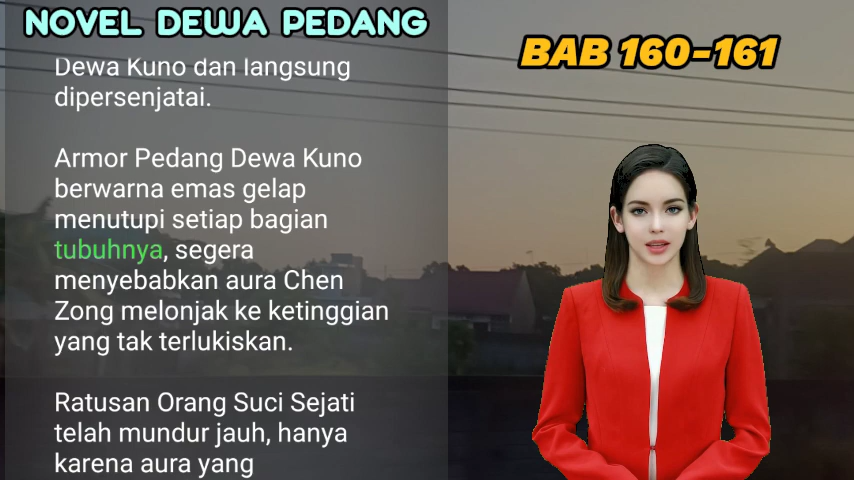 NOVEL DEWA PEDANG
BAB 160-161
Dewa Kuno dan langsung
dipersenjatai.
Armor Pedang Dewa Kuno
berwarna emas gelap
menutupi setiap bagian
tubuhnya, segera
menyebabkan aura Chen
Zong melonjak ke ketinggian
yang tak terlukiskan.
Ratusan Orang Suci Sejati
telah mundur jauh, hanya
karena aura yang